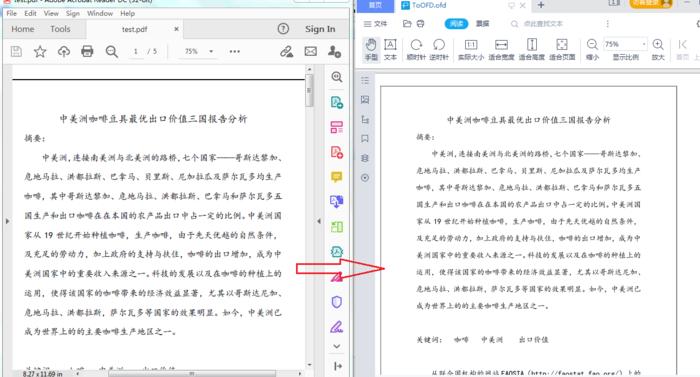 test.pdf - Adobe Acrobat Reader DC (32-bit)
File Edit View Sign Window Help
Home Tools test.pdf × ? Sign In
1 / 5 75%
中美洲咖啡豆具最优出口价值三国报告分析
摘要:
中美洲,连接南美洲与北美洲的路桥,七个国家——哥斯达黎加、
危地马拉、洪都拉斯、巴拿马、贝里斯、尼加拉瓜及萨尔瓦多均生产
咖啡,其中哥斯达黎加、危地马拉、洪都拉斯、巴拿马和萨尔瓦多五
国生产和出口咖啡在在本国的农产品出口中占一定的比例。中美洲国
家从 19 世纪开始种植咖啡,生产咖啡,由于先天优越的自然条件,
及充足的劳动力,加上政府的支持与扶住,咖啡的出口增加,成为中
美洲国家中的重要收入来源之一。科技的发展以及在咖啡的种植上的
运用,使得该国家的咖啡带来的经济效益显著,尤其以哥斯达尼加、
危地马拉、洪都拉斯,萨尔瓦多等国家的效果明显。如今,中美洲已
成为世界上的的主要咖啡生产地区之一。
8.27 x 11.69 in
首页 ToOFD.ofd 1 访客登录
文件 阅读 票据 点此查找文本
手型 文本 顺时针 逆时针 实际大小 适合宽度 适合高度 适合页面 缩小 75% 显示比例 放大 首页
中美洲咖啡豆具最优出口价值三国报告分析
摘要:
中美洲,连接南美洲与北美洲的路桥,七个国家——哥斯达黎加、
危地马拉、洪都拉斯、巴拿马、贝里斯、尼加拉瓜及萨尔瓦多均生产
咖啡,其中哥斯达黎加、危地马拉、洪都拉斯、巴拿马和萨尔瓦多五
国生产和出口咖啡在在本国的农产品出口中占一定的比例。中美洲国
家从 19 世纪开始种植咖啡,生产咖啡,由于先天优越的自然条件,
及充足的劳动力,加上政府的支持与扶住,咖啡的出口增加,成为中
美洲国家中的重要收入来源之一。科技的发展以及在咖啡的种植上的
运用,使得该国家的咖啡带来的经济效益显著,尤其以哥斯达尼加、
危地马拉、洪都拉斯,萨尔瓦多等国家的效果明显。如今,中美洲已
成为世界上的的主要咖啡生产地区之一。
关键词: 咖啡 中美洲 出口价值
从联合国机构的网站 FAOSTA (http://faostat.fao.org/) 上的